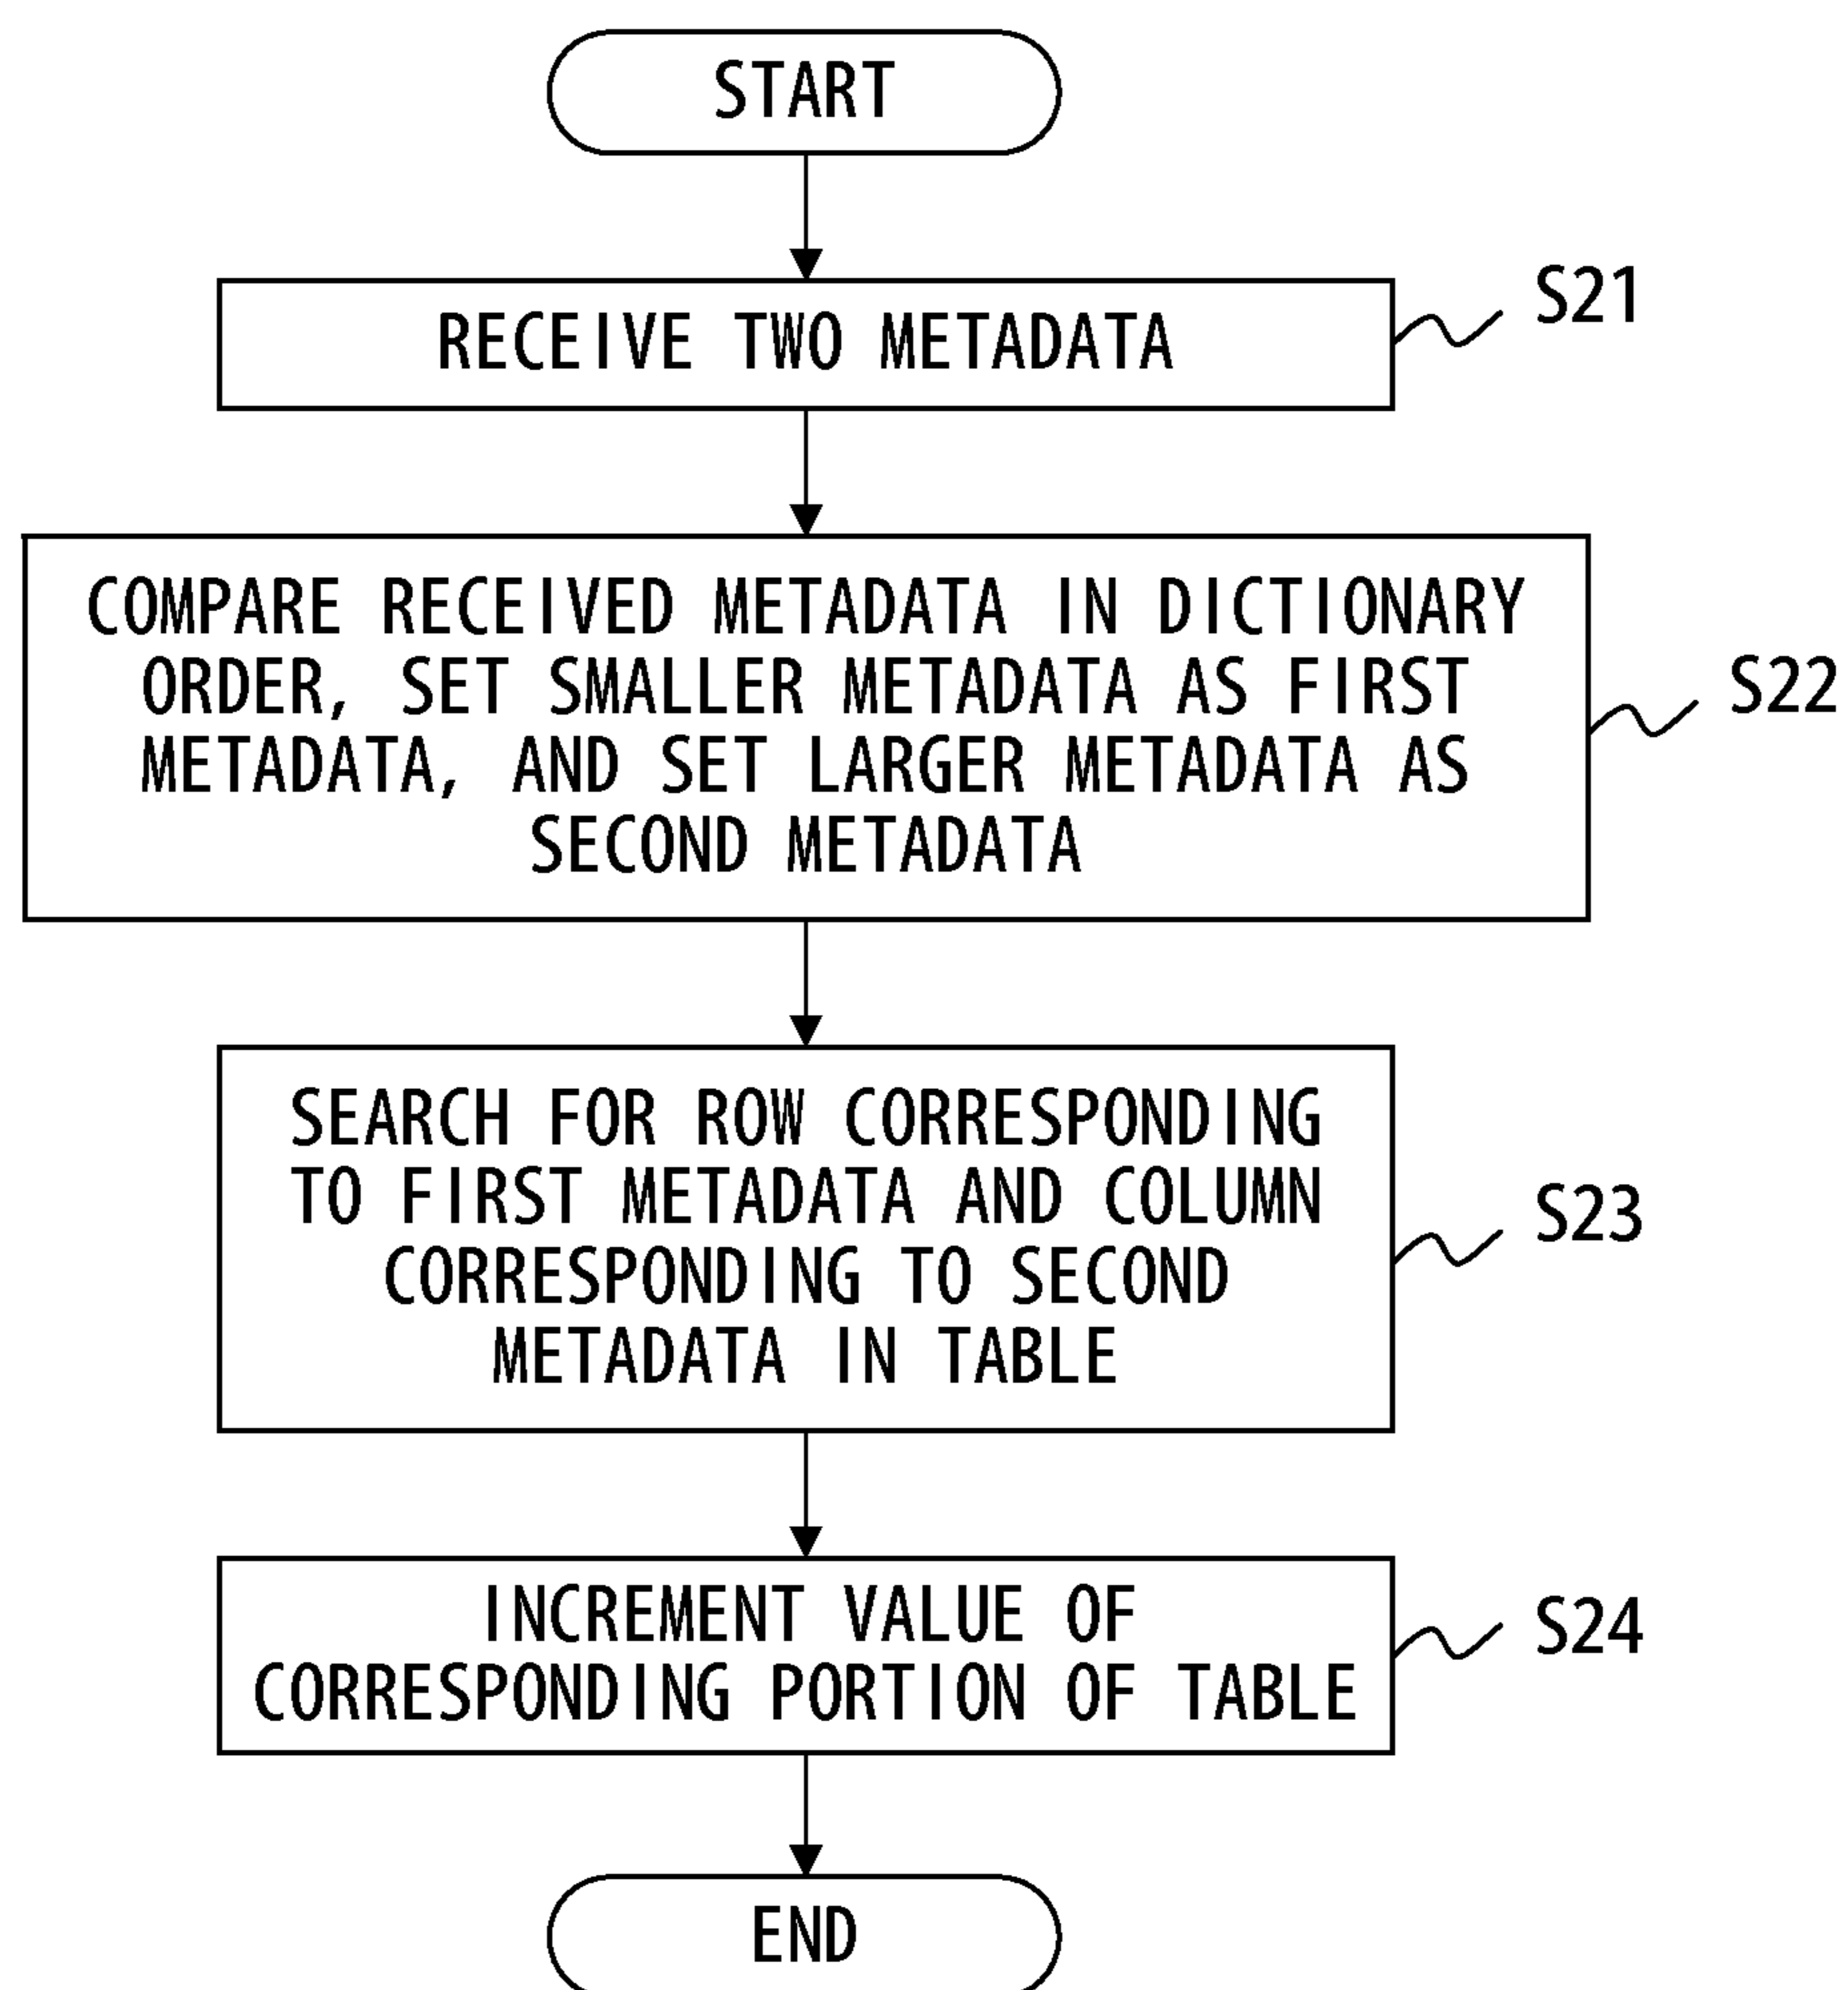 START
RECEIVE TWO METADATA
S21
COMPARE RECEIVED METADATA IN DICTIONARY
ORDER, SET SMALLER METADATA AS FIRST
METADATA, AND SET LARGER METADATA AS
SECOND METADATA
S22
SEARCH FOR ROW CORRESPONDING
TO FIRST METADATA AND COLUMN
CORRESPONDING TO SECOND
METADATA IN TABLE
S23
INCREMENT VALUE OF
CORRESPONDING PORTION OF TABLE
S24
END